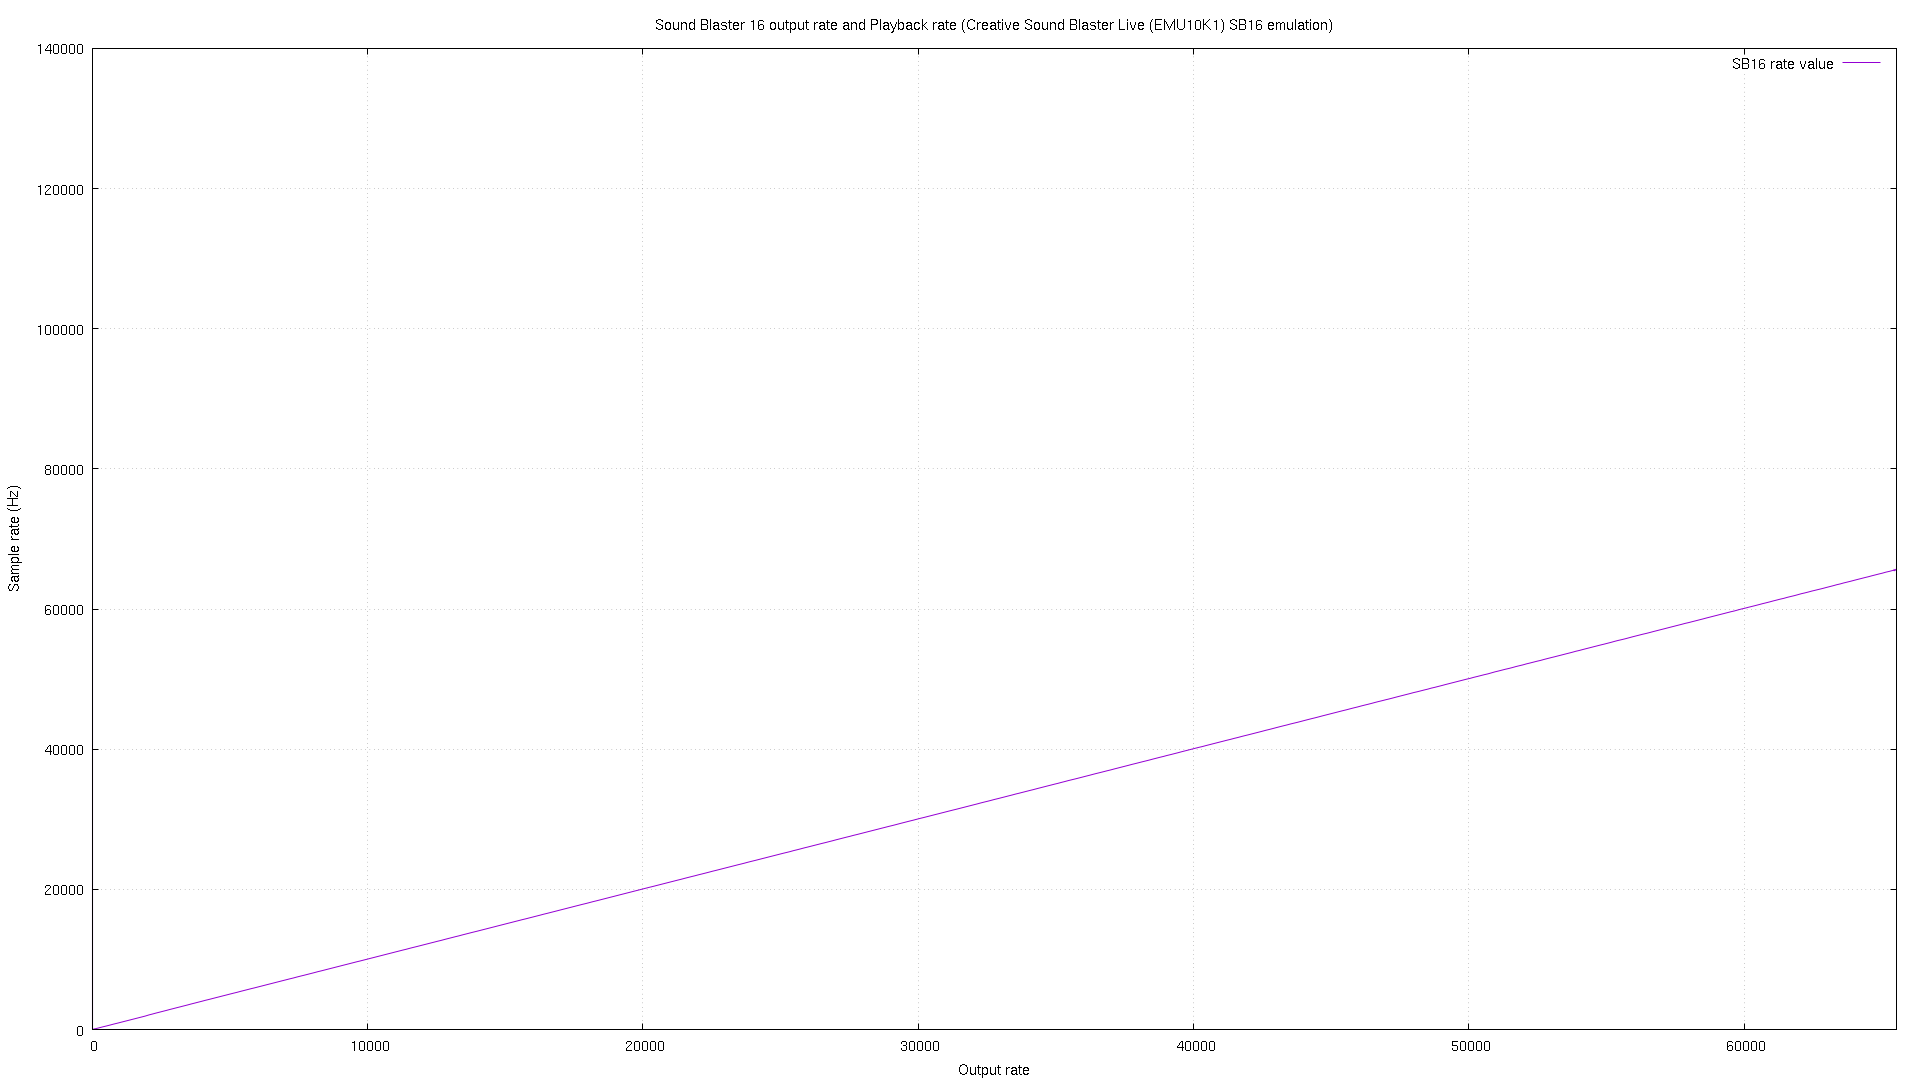 Sound Blaster 16 output rate and Playback rate (Creative Sound Blaster Live (EMU10K1) SB16 emulation)
SB16 rate value
140000
120000
100000
80000
60000
40000
20000
0
Sample rate (Hz)
0 10000 20000 30000 40000 50000 60000
Output rate